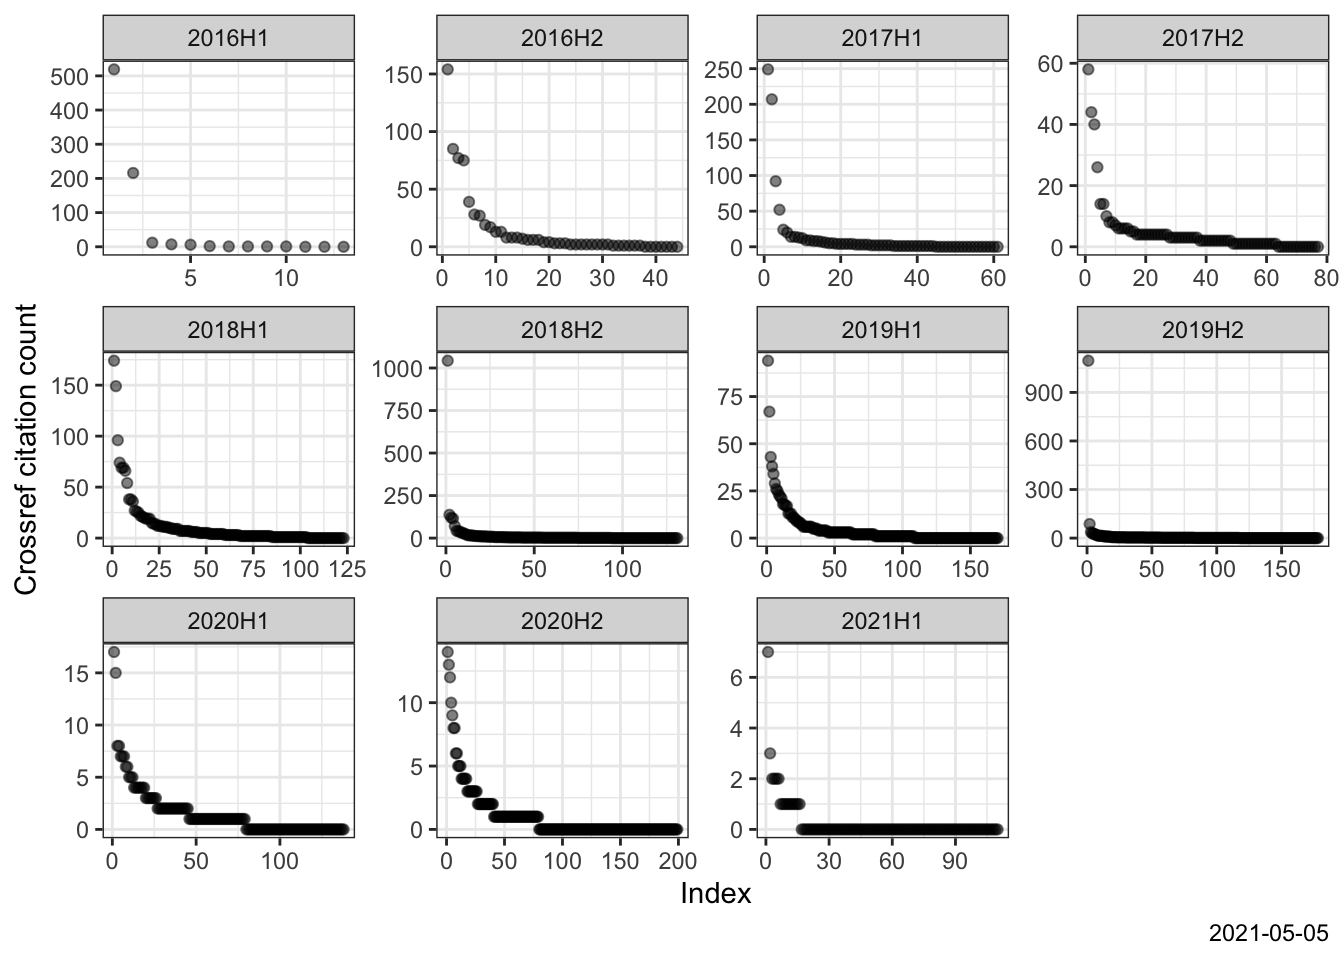 2016H1 2016H2 2017H1 2017H2
500 400 300 200 100 0
150 100 50 0
250 200 150 100 50 0
60 40 20 0
5 10
0 10 20 30 40
0 20 40 60
0 20 40 60 80
2018H1 2018H2 2019H1 2019H2
Crossref citation count
150 100 50 0
1000 750 500 250 0
75 50 25 0
900 600 300 0
0 25 50 75 100 125
0 50 100
0 50 100 150
0 50 100 150
2020H1 2020H2 2021H1
15 10 5 0
10 5 0
6 4 2 0
0 50 100
0 50 100 150 200
0 30 60 90
Index
2021-05-05